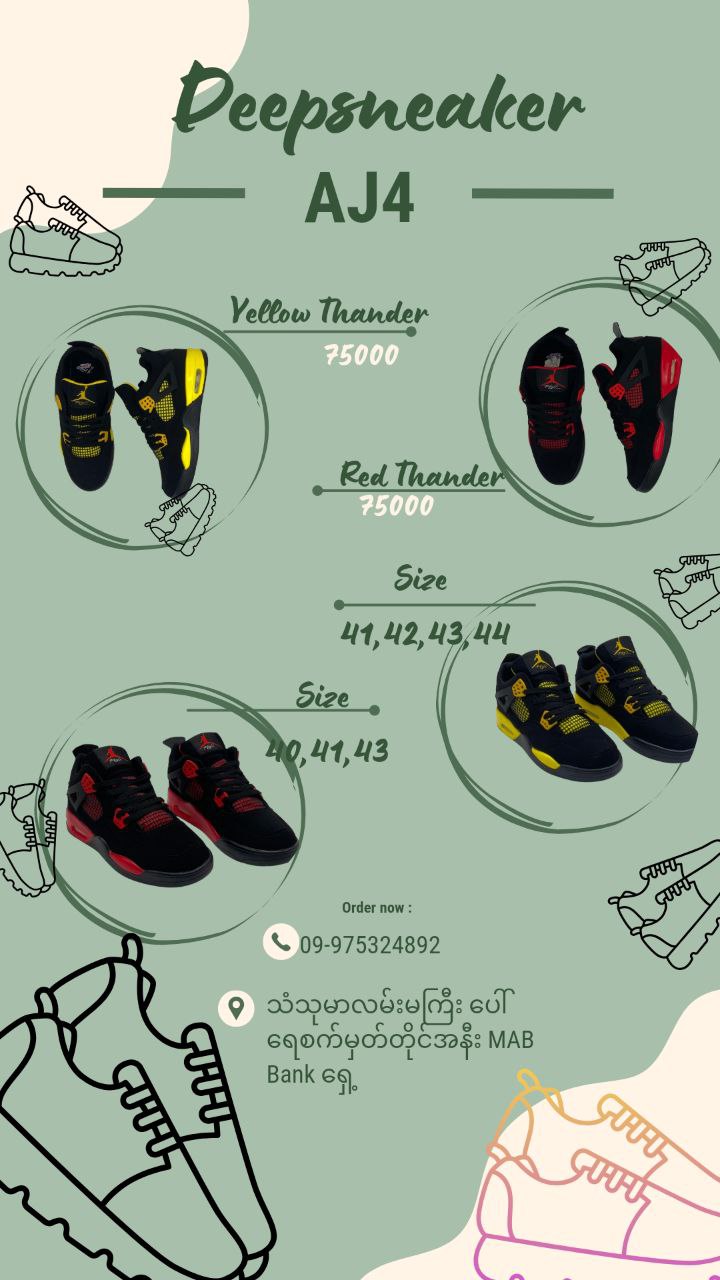 Deepsneaker
AJ4
Yellow Thander
75000
Red Thander
75000
Size
41,42,43,44
Size
40,41,43
Order now :
09-975324892
သံသုမာလမ်းမကြီး ပေါ်
ရေစက်မှတ်တိုင်အနီး MAB
Bank ရှေ့